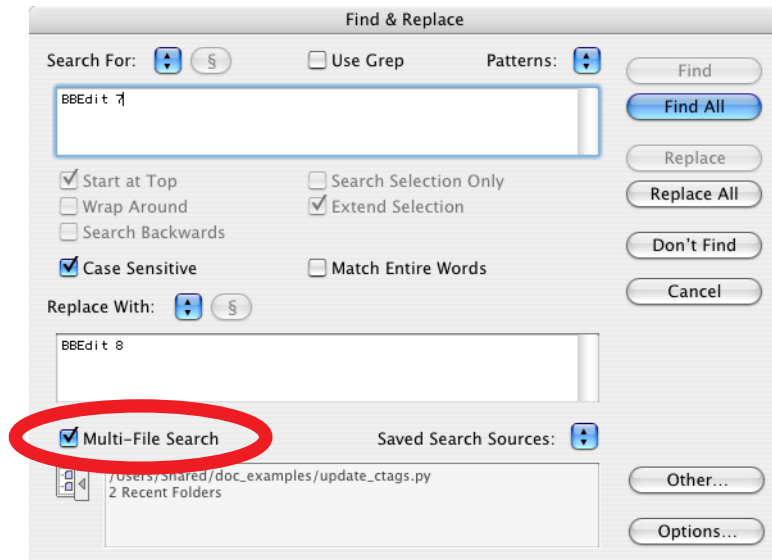 Find & Replace
Search For: § Use Grep Patterns:
Find
BBEdit 7
Find All
Replace
Start at Top Search Selection Only
Replace All
Wrap Around Extend Selection
Search Backwards
Don't Find
Case Sensitive Match Entire Words
Cancel
Replace With: §
BBEdit 8
Multi-File Search Saved Search Sources:
/Users/Shared/doc_examples/update_ctags.py
2 Recent Folders
Other...
Options...